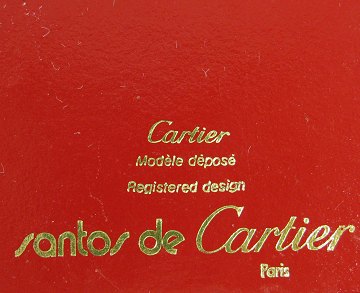 Cartier
Modèle déposé
Registered design
santos de Cartier
Paris